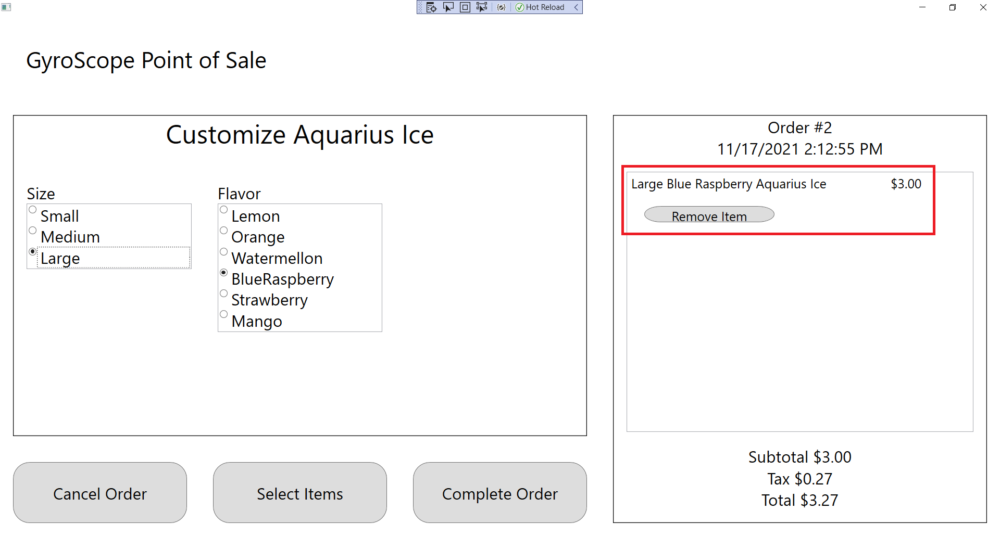 Hot Reload
GyroScope Point of Sale
Customize Aquarius Ice
Size
Small
Medium
Large
Flavor
Lemon
Orange
Watermellon
BlueRaspberry
Strawberry
Mango
Cancel Order
Select Items
Complete Order
Order #2
11/17/2021 2:12:55 PM
Large Blue Raspberry Aquarius Ice $3.00
Remove Item
Subtotal $3.00
Tax $0.27
Total $3.27